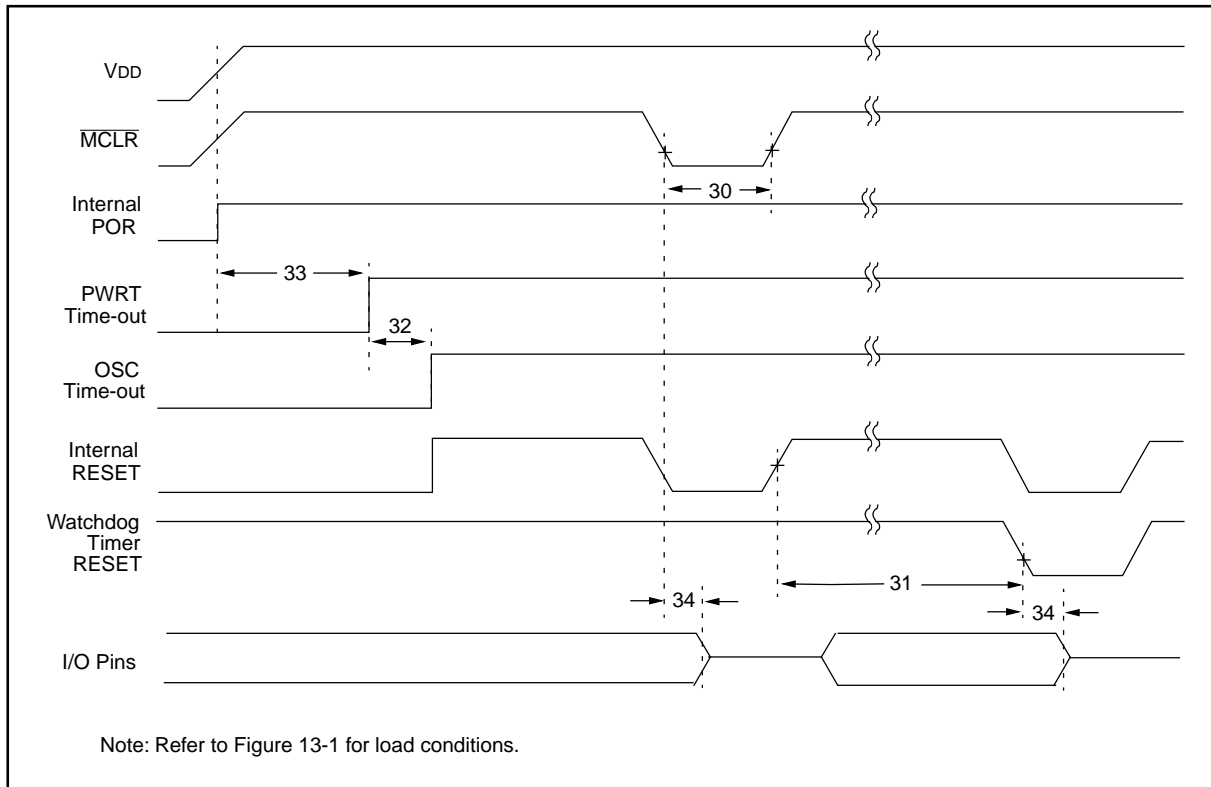 VDD
MCLR
Internal
POR
30
33
PWRT
Time-out
32
OSC
Time-out
Internal
RESET
Watchdog
Timer
RESET
31
34
34
I/O Pins
Note: Refer to Figure 13-1 for load conditions.